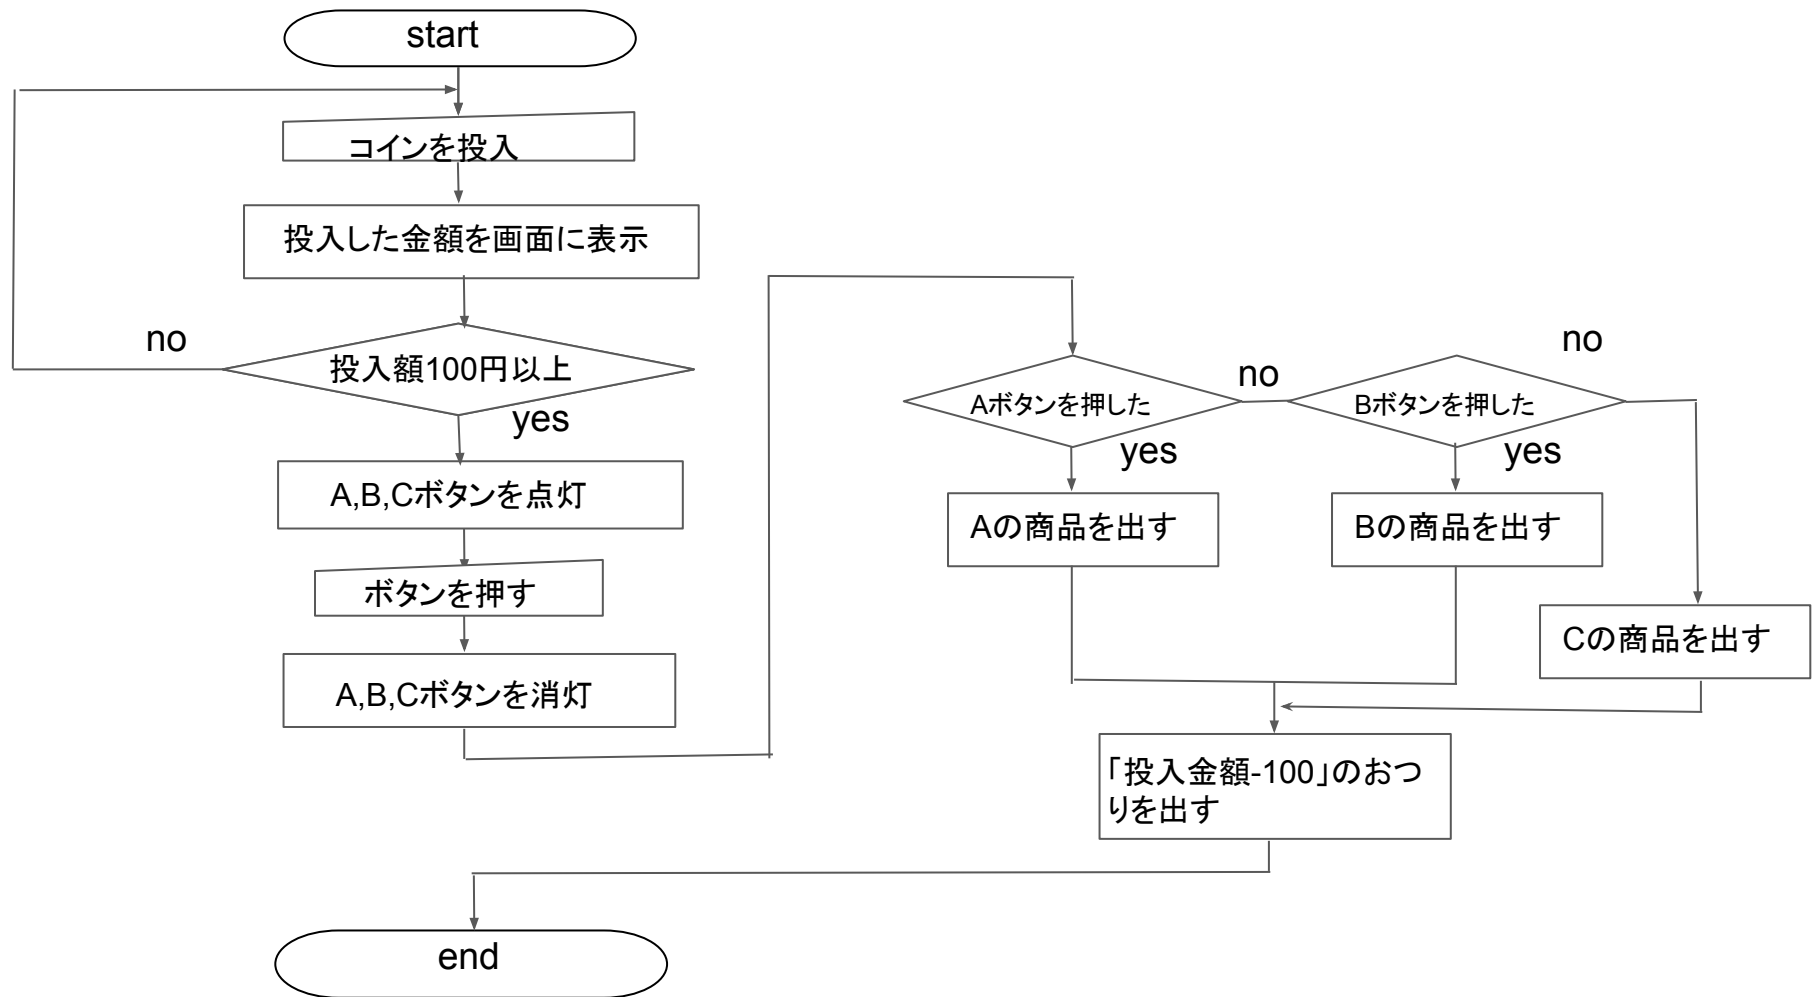 start
コインを投入
投入した金額を画面に表示
no
投入額100円以上
yes
A,B,Cボタンを点灯
ボタンを押す
A,B,Cボタンを消灯
Aボタンを押した
no
yes
Aの商品を出す
Bボタンを押した
no
yes
Bの商品を出す
Cの商品を出す
「投入金額-100」のおつ
りを出す
end